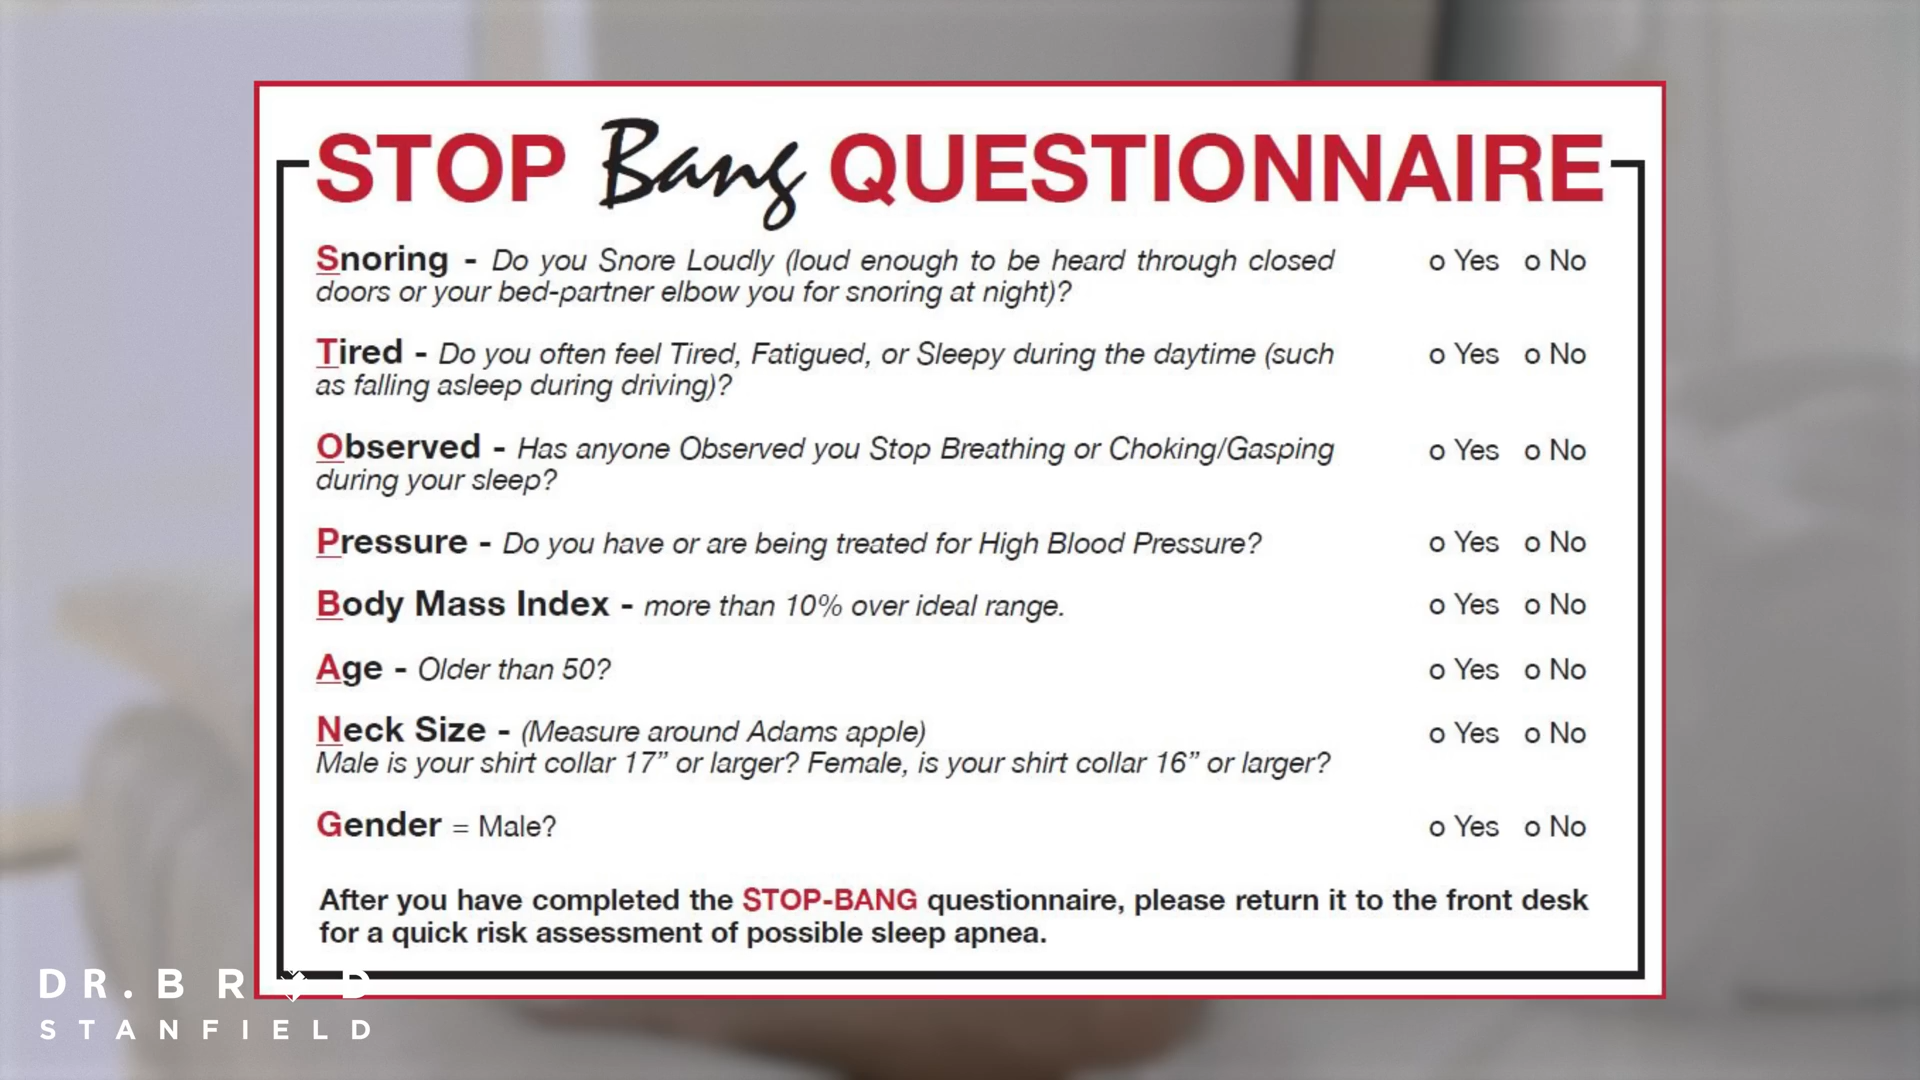 STOP Bang QUESTIONNAIRE
Snoring - Do you Snore Loudly (loud enough to be heard through closed o Yes o No
doors or your bed-partner elbow you for snoring at night)?
Tired - Do you often feel Tired, Fatigued, or Sleepy during the daytime (such o Yes o No
as falling asleep during driving)?
Observed - Has anyone Observed you Stop Breathing or Choking/Gasping o Yes o No
during your sleep?
Pressure - Do you have or are being treated for High Blood Pressure? o Yes o No
Body Mass Index - more than 10% over ideal range. o Yes o No
Age - Older than 50? o Yes o No
Neck Size - (Measure around Adams apple) o Yes o No
Male is your shirt collar 17” or larger? Female, is your shirt collar 16” or larger?
Gender = Male? o Yes o No
After you have completed the STOP-BANG questionnaire, please return it to the front desk
for a quick risk assessment of possible sleep apnea.
DR. BRAD
STANFIELD